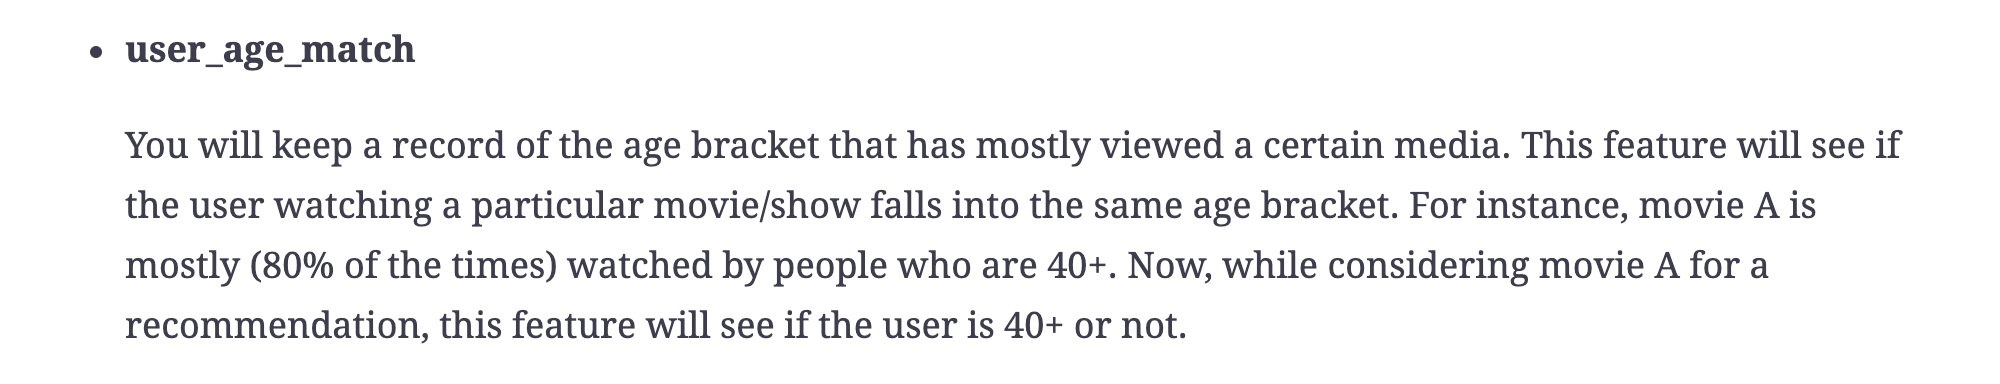 • user_age_match
You will keep a record of the age bracket that has mostly viewed a certain media. This feature will see if
the user watching a particular movie/show falls into the same age bracket. For instance, movie A is
mostly (80% of the times) watched by people who are 40+. Now, while considering movie A for a
recommendation, this feature will see if the user is 40+ or not.